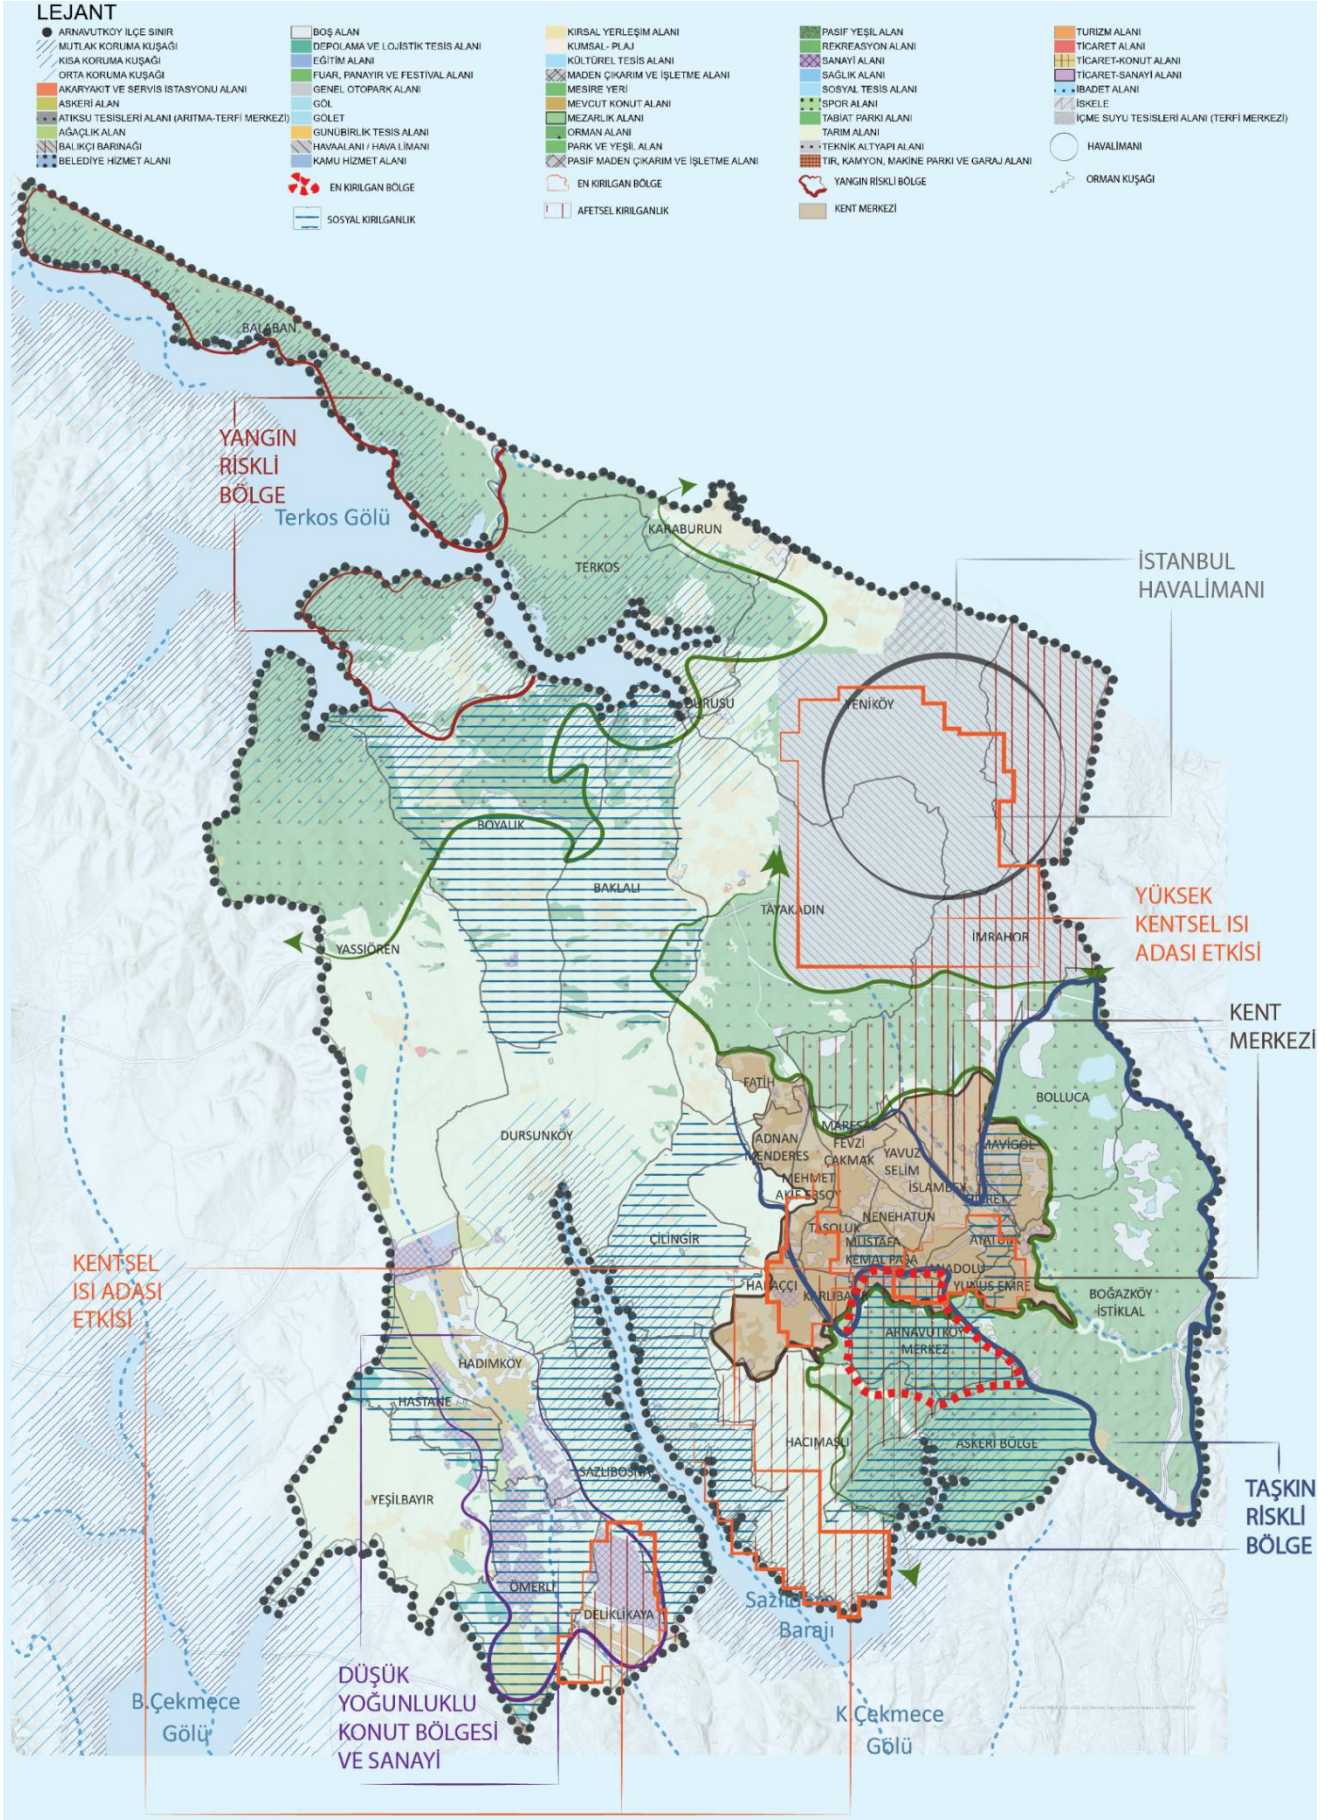 LEJANT
ARNAVUTKÖY İLÇE SINIR
MUTLAK KORUMA KUŞAĞI
KISA KORUMA KUŞAĞI
ORTA KORUMA KUŞAĞI
AKARYAKIT VE SERVİS İSTASYONU ALANI
ASKERİ ALAN
ATIKSU TESİSLERİ ALANI (ARITMA-TERFİ MERKEZİ)
AĞAÇLIK ALAN
BALIKÇI BARINAĞI
BELEDİYE HİZMET ALANI
BOŞ ALAN
DEPOLAMA VE LOJİSTİK TESİS ALANI
EĞİTİM ALANI
FUAR, PANAYIR VE FESTİVAL ALANI
GENEL OTOPARK ALANI
GÖL
GÖLET
GÜNÜBİRLİK TESİS ALANI
HAVAALANI / HAVA LİMANI
KAMU HİZMET ALANI
EN KIRILGAN BÖLGE
SOSYAL KIRILGANLIK
KIRSAL YERLEŞİM ALANI
KUMSAL- PLAJ
KÜLTÜREL TESİS ALANI
MADEN ÇIKARIM VE İŞLETME ALANI
MESİRE YERİ
MEVCUT KONUT ALANI
MEZARLIK ALANI
ORMAN ALANI
PARK VE YEŞİL ALAN
PASİF MADEN ÇIKARIM VE İŞLETME ALANI
EN KIRILGAN BÖLGE
AFETSEL KIRILGANLIK
PASİF YEŞİL ALAN
REKREASYON ALANI
SANAYİ ALANI
SAĞLIK ALANI
SOSYAL TESİS ALANI
SPOR ALANI
TABİAT PARKI ALANI
TARIM ALANI
TEKNİK ALTYAPI ALANI
TIR, KAMYON, MAKİNE PARKI VE GARAJ ALANI
YANGIN RİSKLİ BÖLGE
KENT MERKEZİ
TURİZM ALANI
TİCARET ALANI
TİCARET-KONUT ALANI
TİCARET-SANAYİ ALANI
İBADET ALANI
İSKELE
İÇME SUYU TESİSLERİ ALANI (TERFİ MERKEZİ)
HAVALİMANI
ORMAN KUŞAĞI
BALABAN
YANGIN
RİSKLİ
BÖLGE
Terkos Gölü
KARABURUN
TERKOS
İSTANBUL
HAVALİMANI
DURUSU
YENİKÖY
BOYALIK
BAKLALI
TAYAKADIN
İMRAHOR
YASSIÖREN
YÜKSEK
KENTSEL ISI
ADASI ETKİSİ
KENT
MERKEZİ
FATİH
BOLLUCA
DURSUNKÖY
ADNAN
MENDERES
MAREŞAL
FEVZİ
ÇAKMAK
YAVUZ
SELİM
MAVİGÖL
MEHMET
AKİF ERSOY
İSLAMBEY
HİCRET
NENEHATUN
TAŞOLUK
MUSTAFA
KEMAL PAŞA
ATATÜRK
ÇİLİNGİR
ANADOLU
YUNUS EMRE
HARAÇÇI
KARLIBAYIR
BOĞAZKÖY
İSTİKLAL
KENTSEL
ISI ADASI
ETKİSİ
ARNAVUTKÖY
MERKEZ
HADIMKÖY
HASTANE
HACIMAŞLI
ASKERİ BÖLGE
SAZLIBOSNA
YEŞİLBAYIR
TAŞKIN
RİSKLİ
BÖLGE
ÖMERLİ
DELİKLİKAYA
Sazlıdere
Barajı
DÜŞÜK
YOĞUNLUKLU
KONUT BÖLGESİ
VE SANAYİ
B.Çekmece
Gölü
K.Çekmece
Gölü